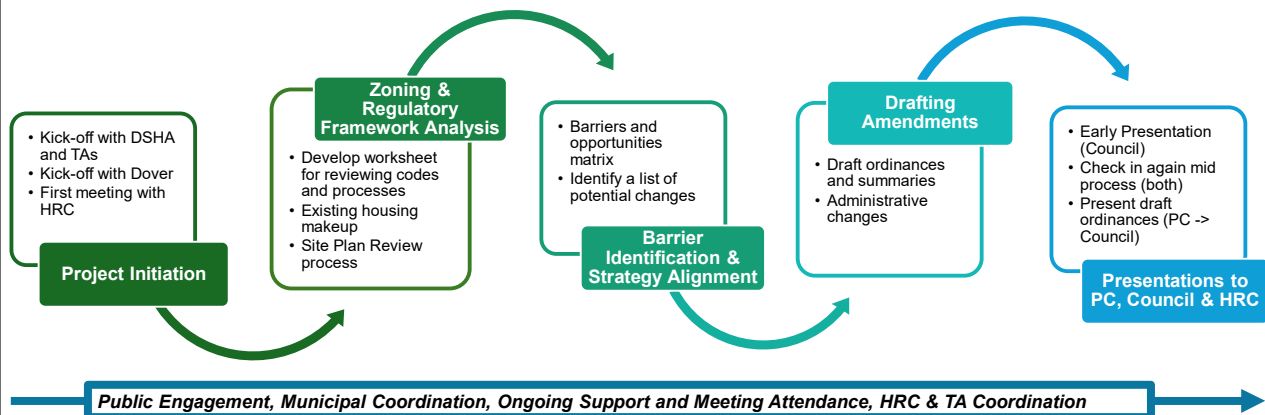 • Kick-off with DSHA
and TAs
• Kick-off with Dover
• First meeting with
HRC
Project Initiation
Zoning &
Regulatory
Framework Analysis
• Develop worksheet
for reviewing codes
and processes
• Existing housing
makeup
• Site Plan Review
process
• Barriers and
opportunities
matrix
• Identify a list of
potential changes
Barrier
Identification &
Strategy Alignment
Drafting
Amendments
• Draft ordinances
and summaries
• Administrative
changes
• Early Presentation
(Council)
• Check in again mid
process (both)
• Present draft
ordinances (PC ->
Council)
Presentations to
PC, Council & HRC
Public Engagement, Municipal Coordination, Ongoing Support and Meeting Attendance, HRC & TA Coordination